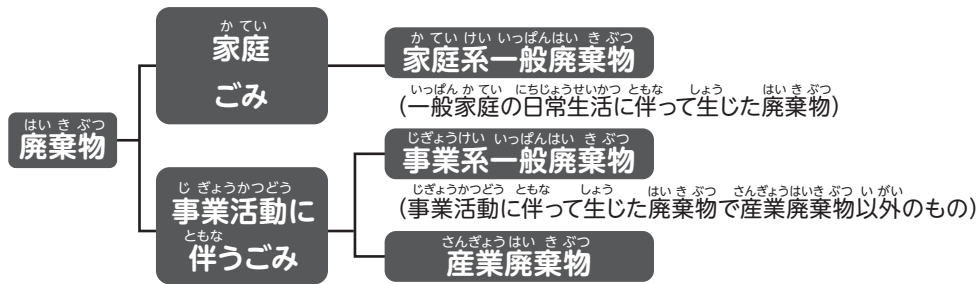 はいきぶつ
廃棄物
かてい
家庭
ごみ
かていけいいっぱんはいきぶつ
家庭系一般廃棄物
いっぱんかてい にちじょうせいかつ ともな しょう はいきぶつ
(一般家庭の日常生活に伴って生じた廃棄物)
じぎょうかつどう
事業活動に
ともな
伴うごみ
じぎょうけいいっぱんはいきぶつ
事業系一般廃棄物
じぎょうかつどう ともな しょう はいきぶつ さんぎょうはいきぶついがい
(事業活動に伴って生じた廃棄物で産業廃棄物以外のもの)
さんぎょうはいきぶつ
産業廃棄物